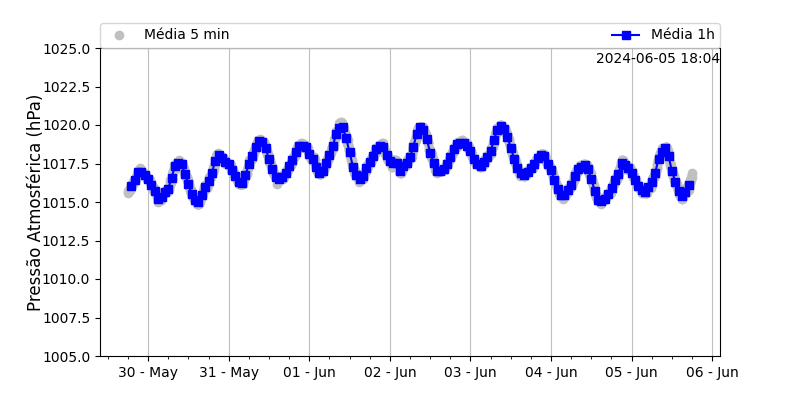 Média 5 min
Média 1h
2024-06-05 18:04
Pressão Atmosférica (hPa)
1025.0
1022.5
1020.0
1017.5
1015.0
1012.5
1010.0
1007.5
1005.0
30 - May
31 - May
01 - Jun
02 - Jun
03 - Jun
04 - Jun
05 - Jun
06 - Jun